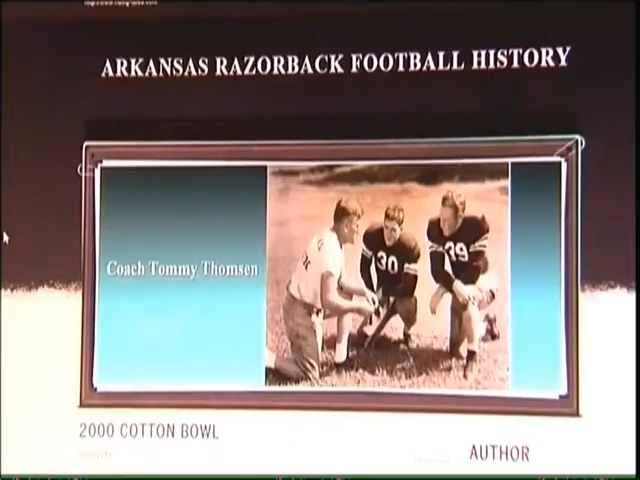 ARKANSAS RAZORBACK FOOTBALL HISTORY
Coach Tommy Thomsen
30
39
2000 COTTON BOWL
AUTHOR